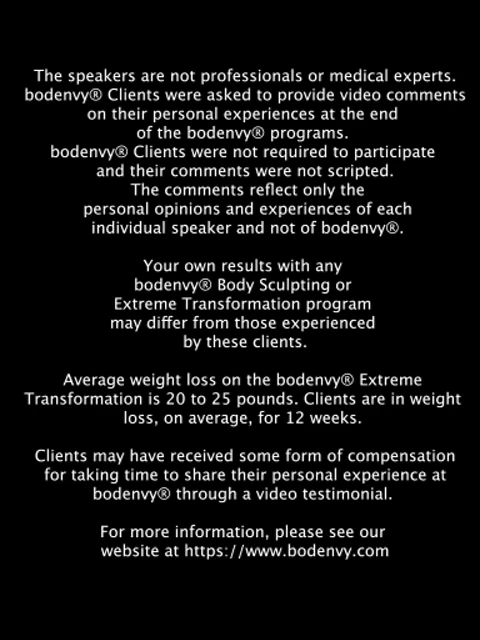 The speakers are not professionals or medical experts.
bodenvy® Clients were asked to provide video comments
on their personal experiences at the end
of the bodenvy® programs.
bodenvy® Clients were not required to participate
and their comments were not scripted.
The comments reflect only the
personal opinions and experiences of each
individual speaker and not of bodenvy®.
Your own results with any
bodenvy® Body Sculpting or
Extreme Transformation program
may differ from those experienced
by these clients.
Average weight loss on the bodenvy® Extreme
Transformation is 20 to 25 pounds. Clients are in weight
loss, on average, for 12 weeks.
Clients may have received some form of compensation
for taking time to share their personal experience at
bodenvy® through a video testimonial.
For more information, please see our
website at https://www.bodenvy.com